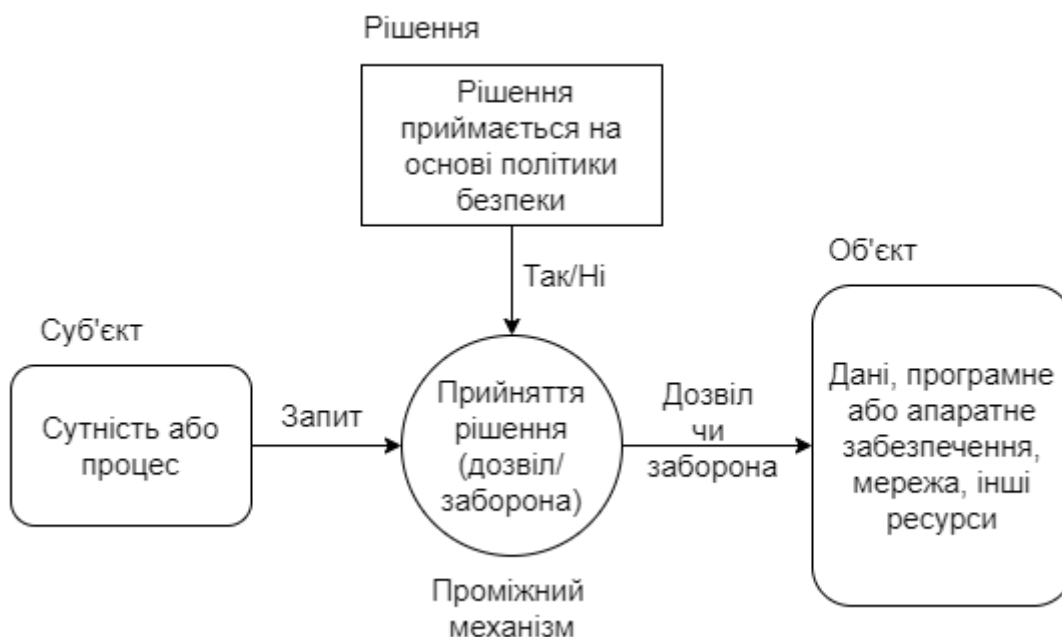 Рішення
Рішення
приймається на
основі політики
безпеки
Так/Ні
Суб'єкт
Сутність або
процес
Запит
Прийняття
рішення
(дозвіл/
заборона)
Проміжний
механізм
Дозвіл
чи
заборона
Об'єкт
Дані, програмне
або апаратне
забезпечення,
мережа, інші
ресурси